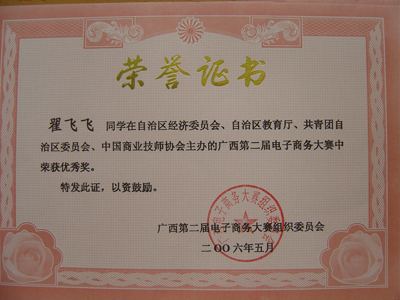 荣誉证书
翟飞飞 同学在自治区经济委员会、自治区教育厅、共青团自
治区委员会、中国商业技师协会主办的广西第二届电子商务大赛中
荣获优秀奖。
特发此证，以资鼓励。
广西第二届电子商务大赛组织委员会
二〇〇六年五月